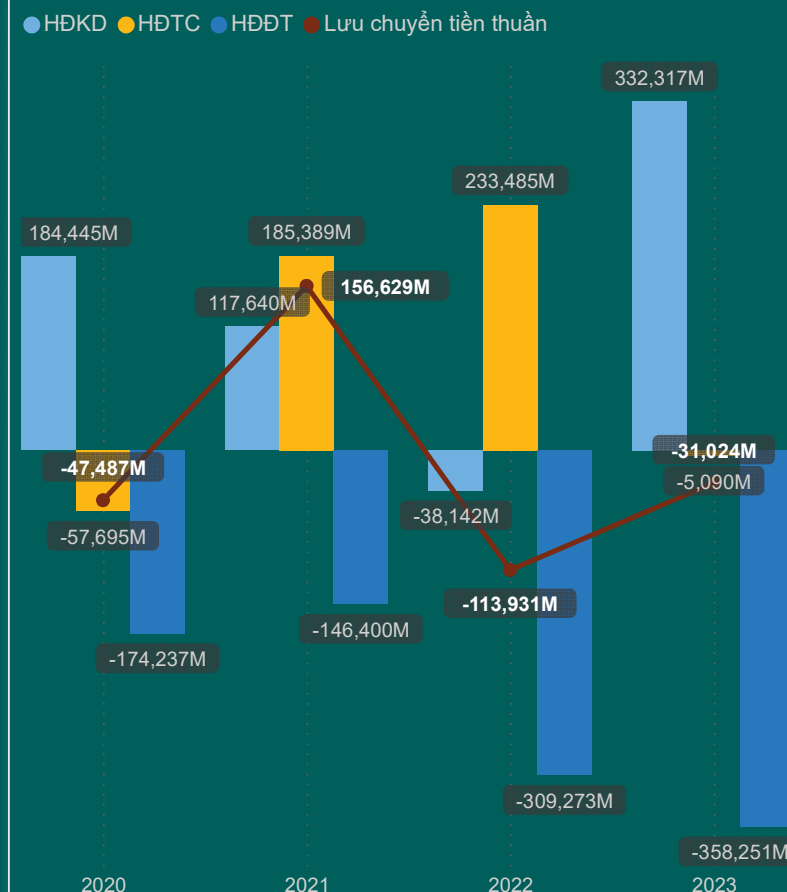 HĐKD HĐTC HĐĐT Lưu chuyển tiền thuần
332,317M
233,485M
184,445M
185,389M
156,629M
117,640M
-31,024M
-47,487M
-5,090M
-38,142M
-57,695M
-113,931M
-146,400M
-174,237M
-309,273M
-358,251M
2020 2021 2022 2023